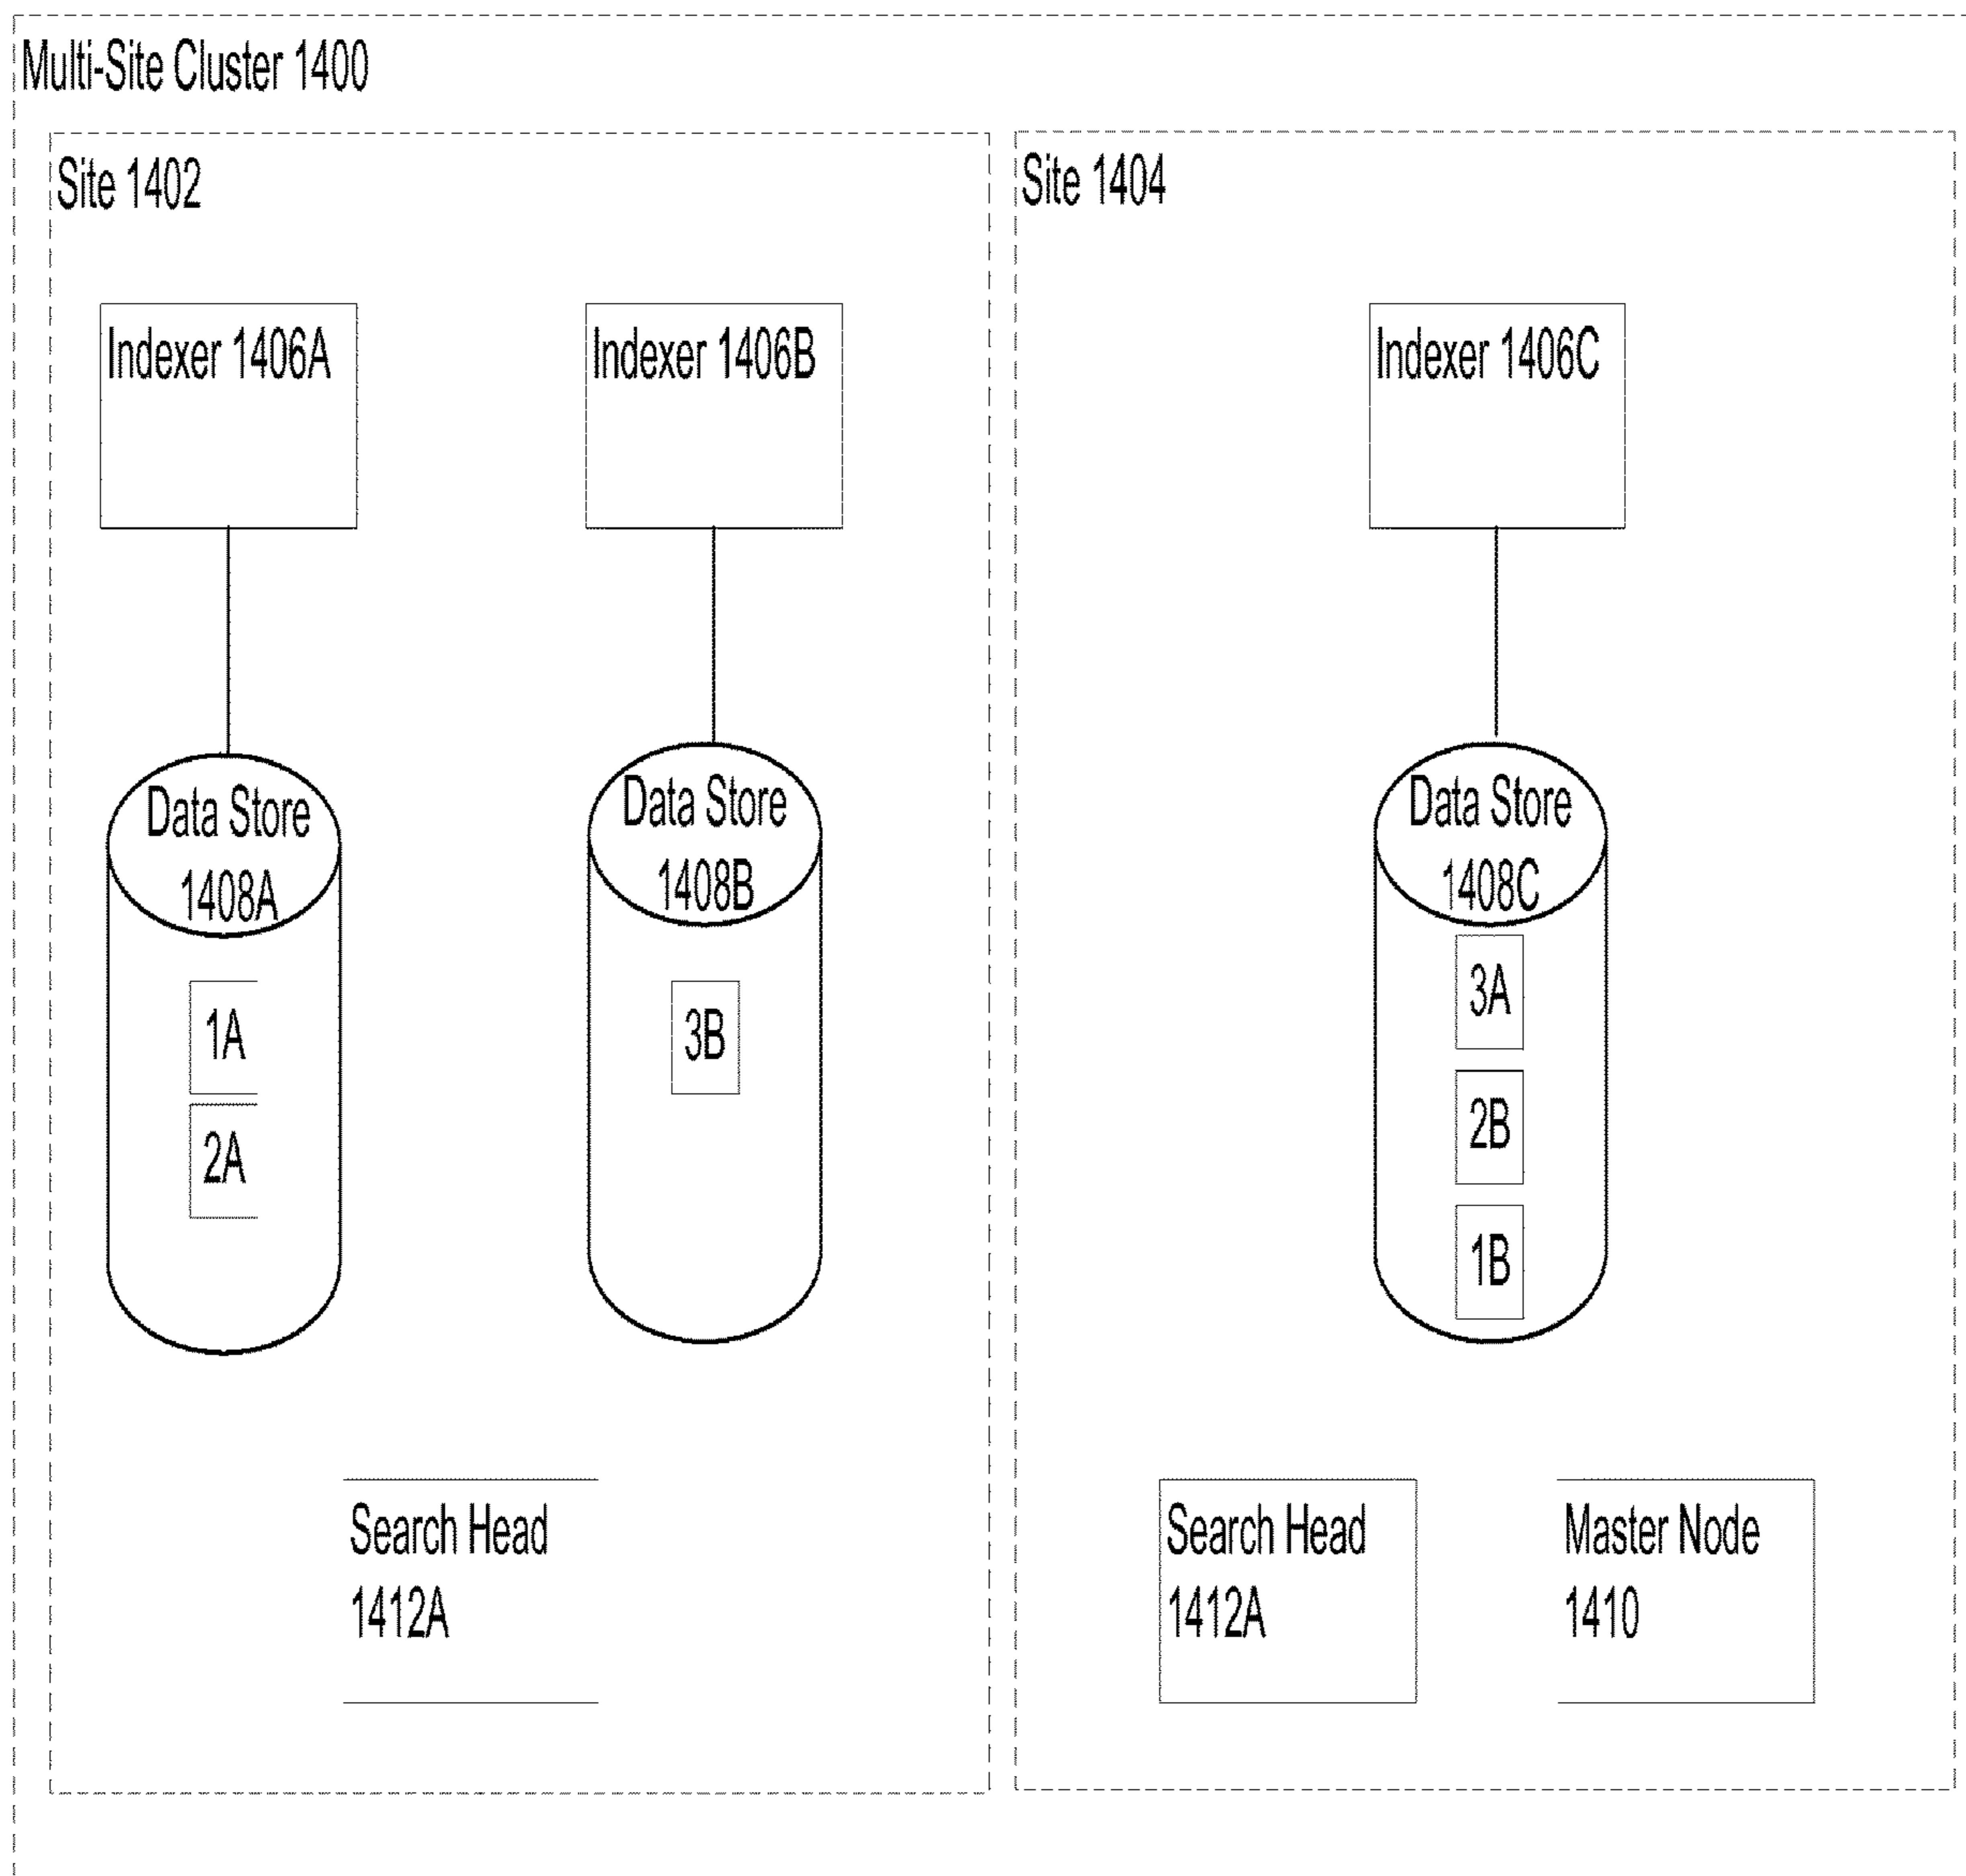 Multi-Site Cluster 1400
Site 1402
Indexer 1406A
Indexer 1406B
Data Store
1408A
1A
2A
Data Store
1408B
3B
Search Head
1412A
Site 1404
Indexer 1406C
Data Store
1408C
3A
2B
1B
Search Head
1412A
Master Node
1410